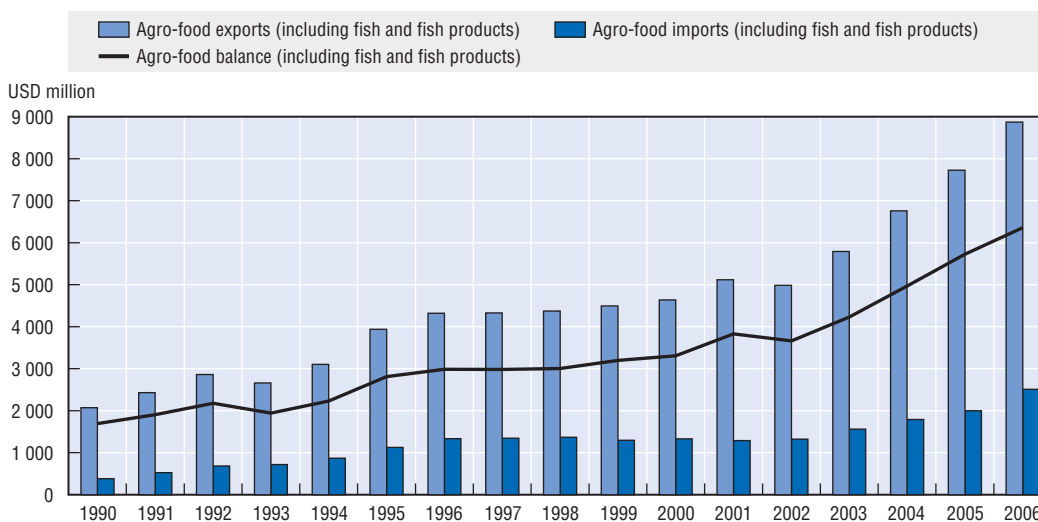 Agro-food exports (including fish and fish products) Agro-food imports (including fish and fish products)
Agro-food balance (including fish and fish products)
USD million
9 000
8 000
7 000
6 000
5 000
4 000
3 000
2 000
1 000
0
1990 1991 1992 1993 1994 1995 1996 1997 1998 1999 2000 2001 2002 2003 2004 2005 2006